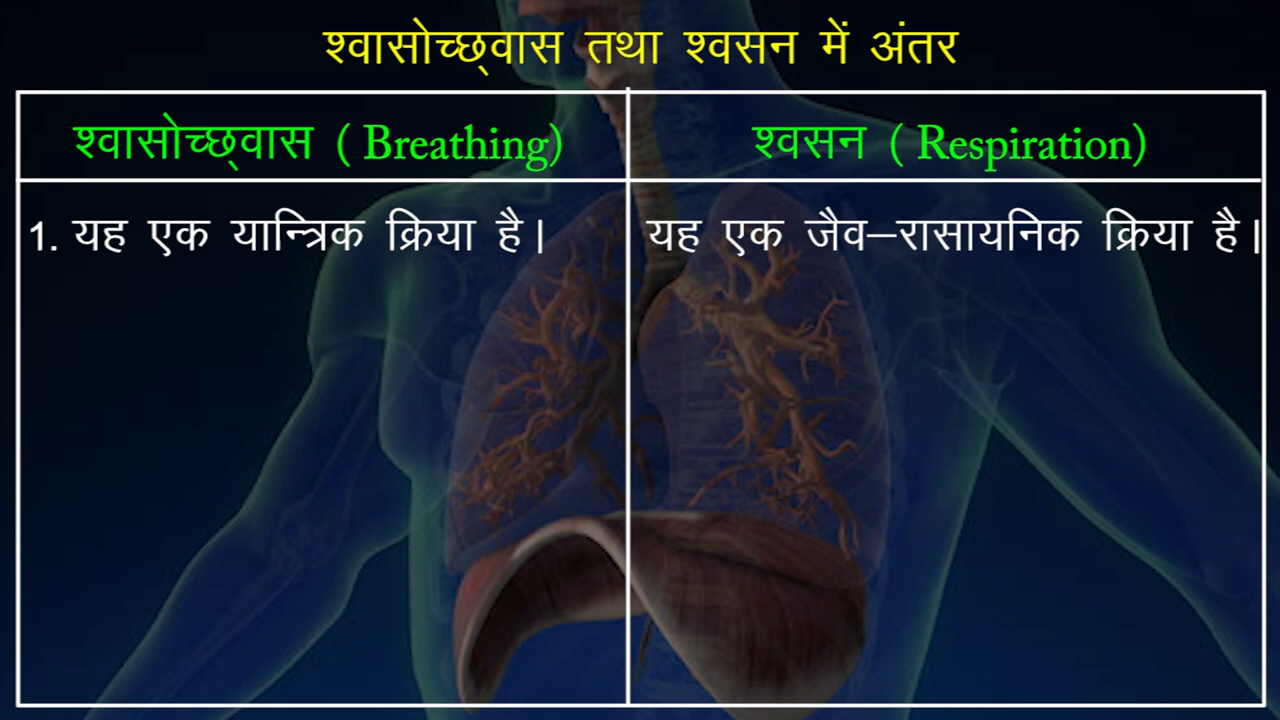 श्वासोच्छ्वास तथा श्वसन में अंतर
श्वासोच्छ्वास ( Breathing)
श्वसन ( Respiration)
1. यह एक यान्त्रिक क्रिया है।
यह एक जैव–रासायनिक क्रिया है।